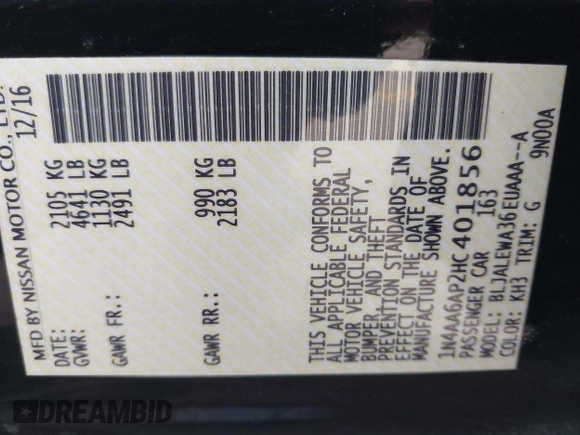 MFD BY NISSAN MOTOR CO., LTD.
DATE: 12/16
GVWR: 2105 KG
4641 LB
GAWR FR.: 1130 KG
2491 LB
GAWR RR.: 990 KG
2183 LB
THIS VEHICLE CONFORMS TO
ALL APPLICABLE FEDERAL
MOTOR VEHICLE SAFETY,
BUMPER, AND THEFT
PREVENTION STANDARDS IN
EFFECT ON THE DATE OF
MANUFACTURE SHOWN ABOVE.
1N4AA6AP2HC401856
PASSENGER CAR 163
MODEL: BLJALEWA36EUAAA--A
COLOR: KH3 TRIM: G 9N00A
DREAMBID